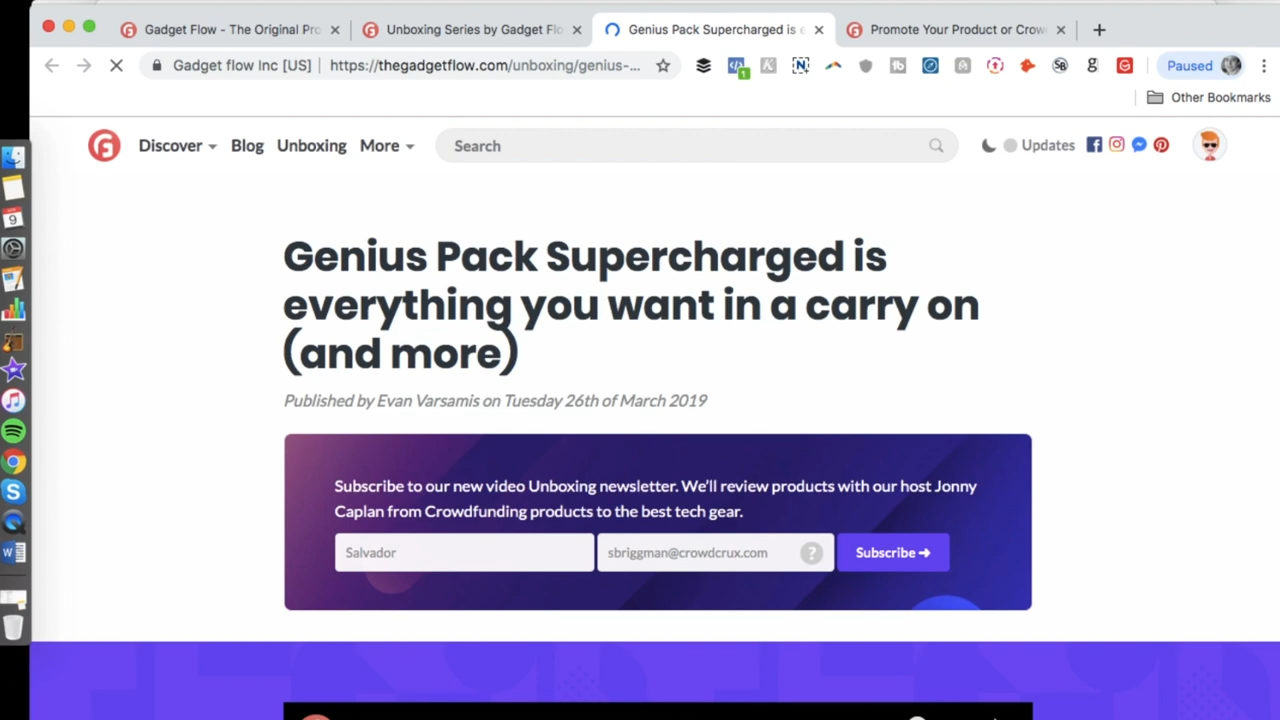 Gadget Flow - The Original Pro
Unboxing Series by Gadget Flo
Genius Pack Supercharged is e
Promote Your Product or Crow
Gadget flow Inc [US] | https://thegadgetflow.com/unboxing/genius-...
1
Paused
Other Bookmarks
Discover
Blog
Unboxing
More
Search
Updates
Genius Pack Supercharged is
everything you want in a carry on
(and more)
Published by Evan Varsamis on Tuesday 26th of March 2019
Subscribe to our new video Unboxing newsletter. We'll review products with our host Jonny
Caplan from Crowdfunding products to the best tech gear.
Salvador
sbriggman@crowdcrux.com
?
Subscribe ➔
9